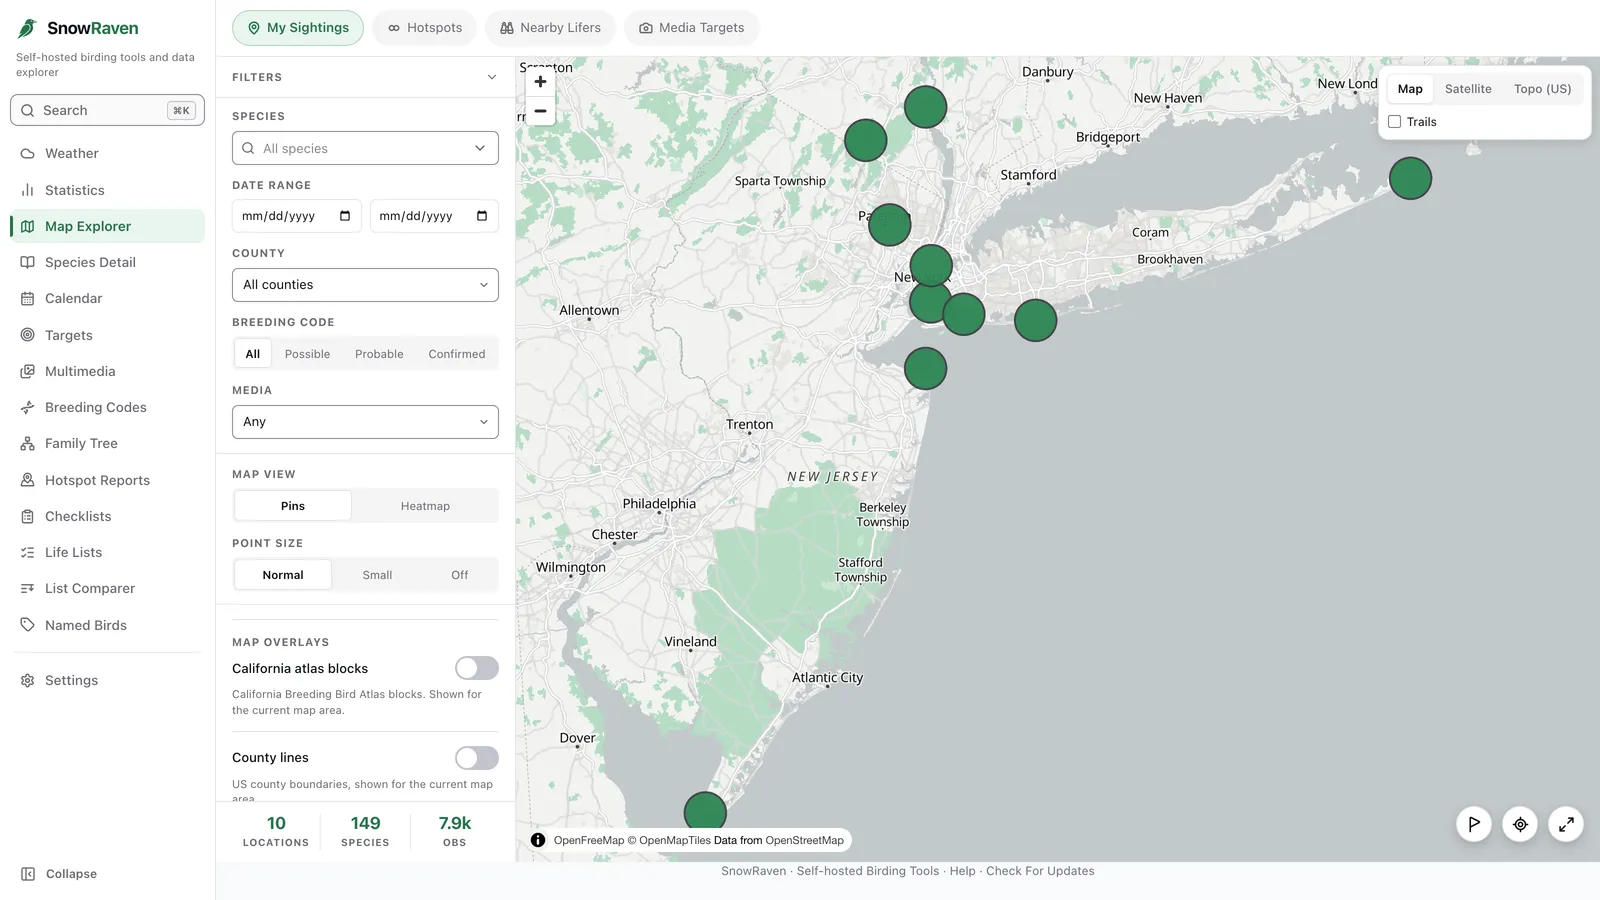 SnowRaven
Self-hosted birding tools and data
explorer
Search
⌘K
Weather
Statistics
Map Explorer
Species Detail
Calendar
Targets
Multimedia
Breeding Codes
Family Tree
Hotspot Reports
Checklists
Life Lists
List Comparer
Named Birds
Settings
Collapse
My Sightings
Hotspots
Nearby Lifers
Media Targets
FILTERS
SPECIES
All species
DATE RANGE
mm/dd/yyyy
mm/dd/yyyy
COUNTY
All counties
BREEDING CODE
All
Possible
Probable
Confirmed
MEDIA
Any
MAP VIEW
Pins
Heatmap
POINT SIZE
Normal
Small
Off
MAP OVERLAYS
California atlas blocks
California Breeding Bird Atlas blocks. Shown for
the current map area.
County lines
US county boundaries, shown for the current map
area
10
LOCATIONS
149
SPECIES
7.9k
OBS
+
−
Scranton
Danbury
New Haven
New Lond
Bridgeport
Stamford
Sparta Township
Coram
Brookhaven
Allentown
Trenton
NEW JERSEY
Philadelphia
Berkeley
Township
Chester
Wilmington
Stafford
Township
Vineland
Atlantic City
Dover
Map
Satellite
Topo (US)
Trails
OpenFreeMap © OpenMapTiles Data from OpenStreetMap
SnowRaven · Self-hosted Birding Tools · Help · Check For Updates